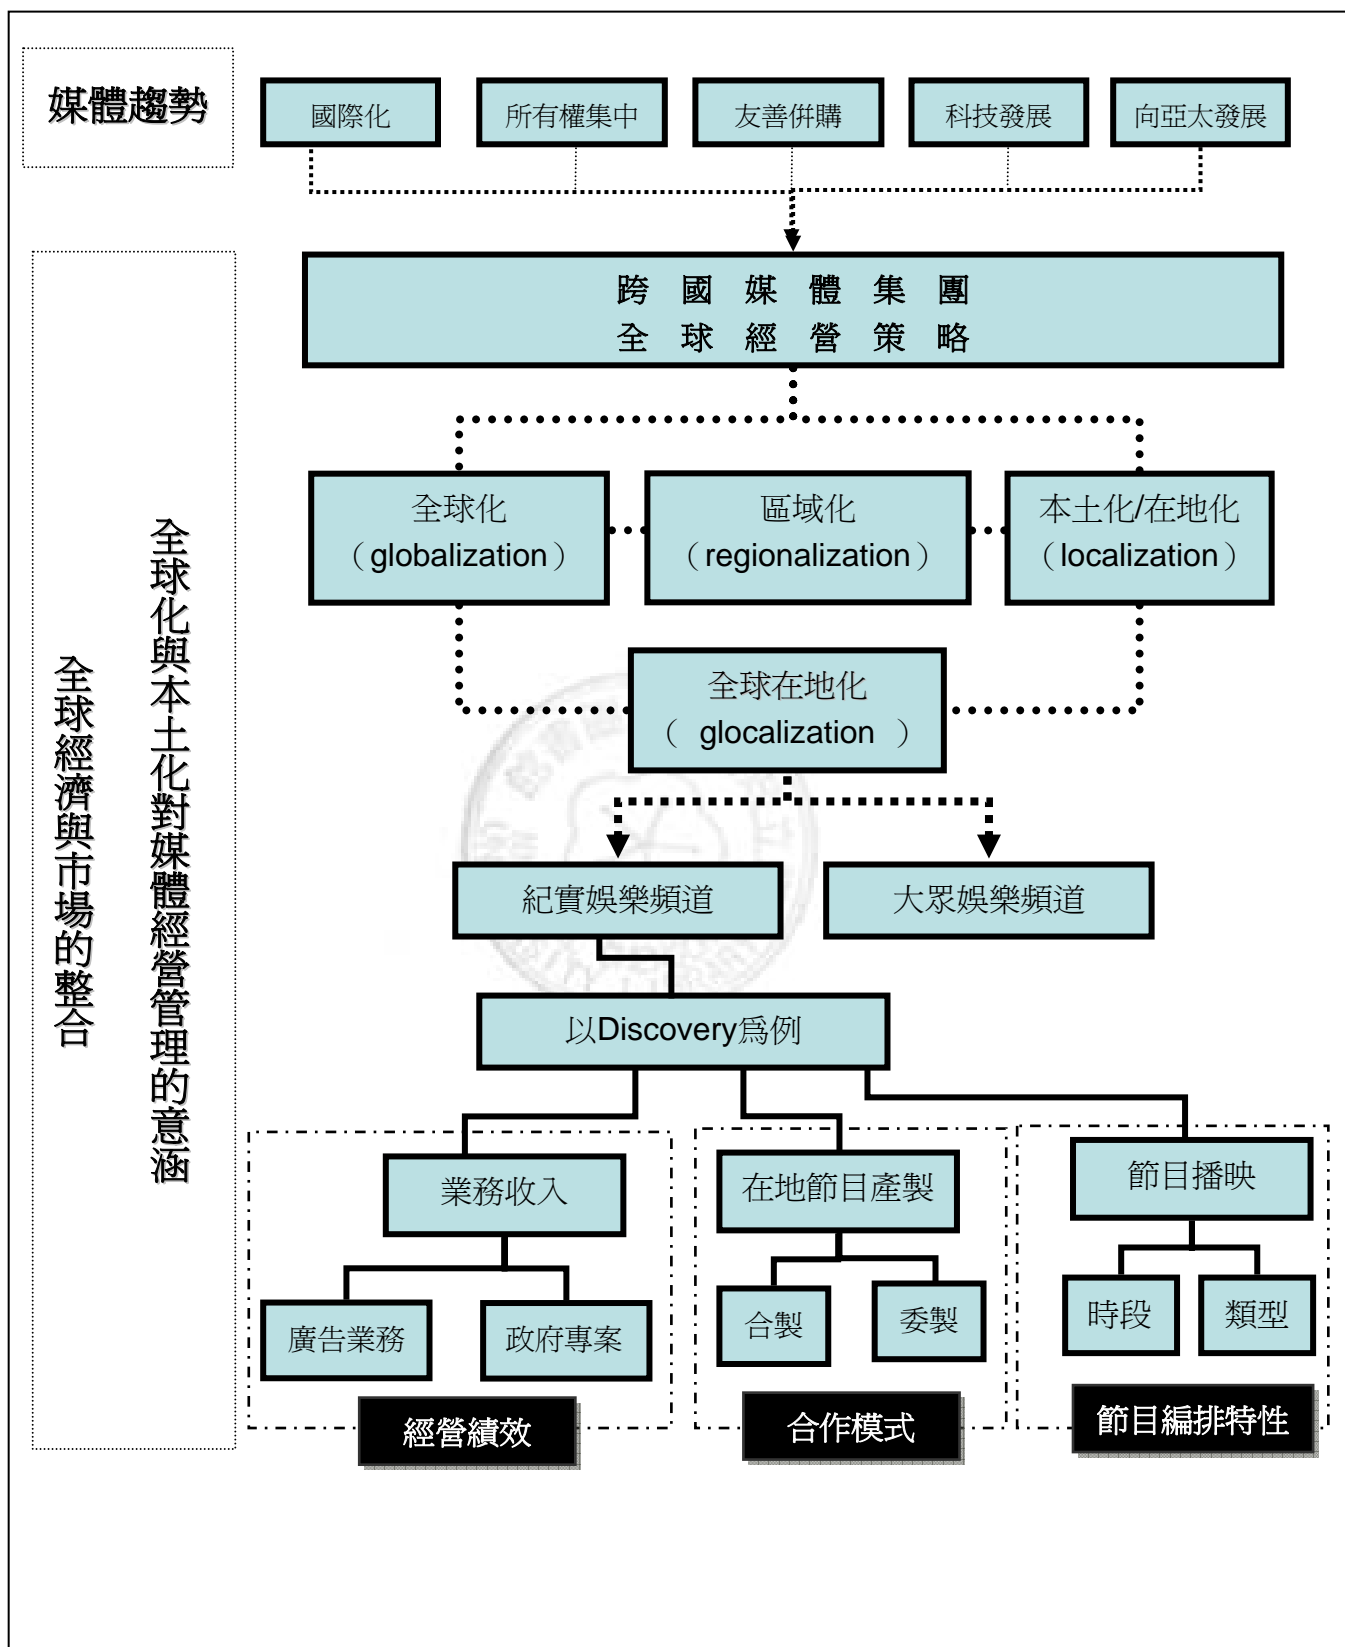 媒體趨勢
國際化
所有權集中
友善併購
科技發展
向亞太發展
跨國媒體集團
全球經營策略
全球化與本土化對媒體經營管理的意涵
全球經濟與市場的整合
全球化
（globalization）
區域化
（regionalization）
本土化/在地化
（localization）
全球在地化
（ glocalization ）
紀實娛樂頻道
大眾娛樂頻道
以Discovery為例
業務收入
在地節目產製
節目播映
廣告業務
政府專案
合製
委製
時段
類型
經營績效
合作模式
節目編排特性